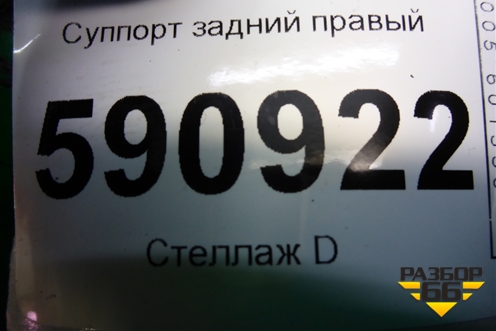 Суппорт задний правый
590922
Стеллаж D
РАЗБОР
66